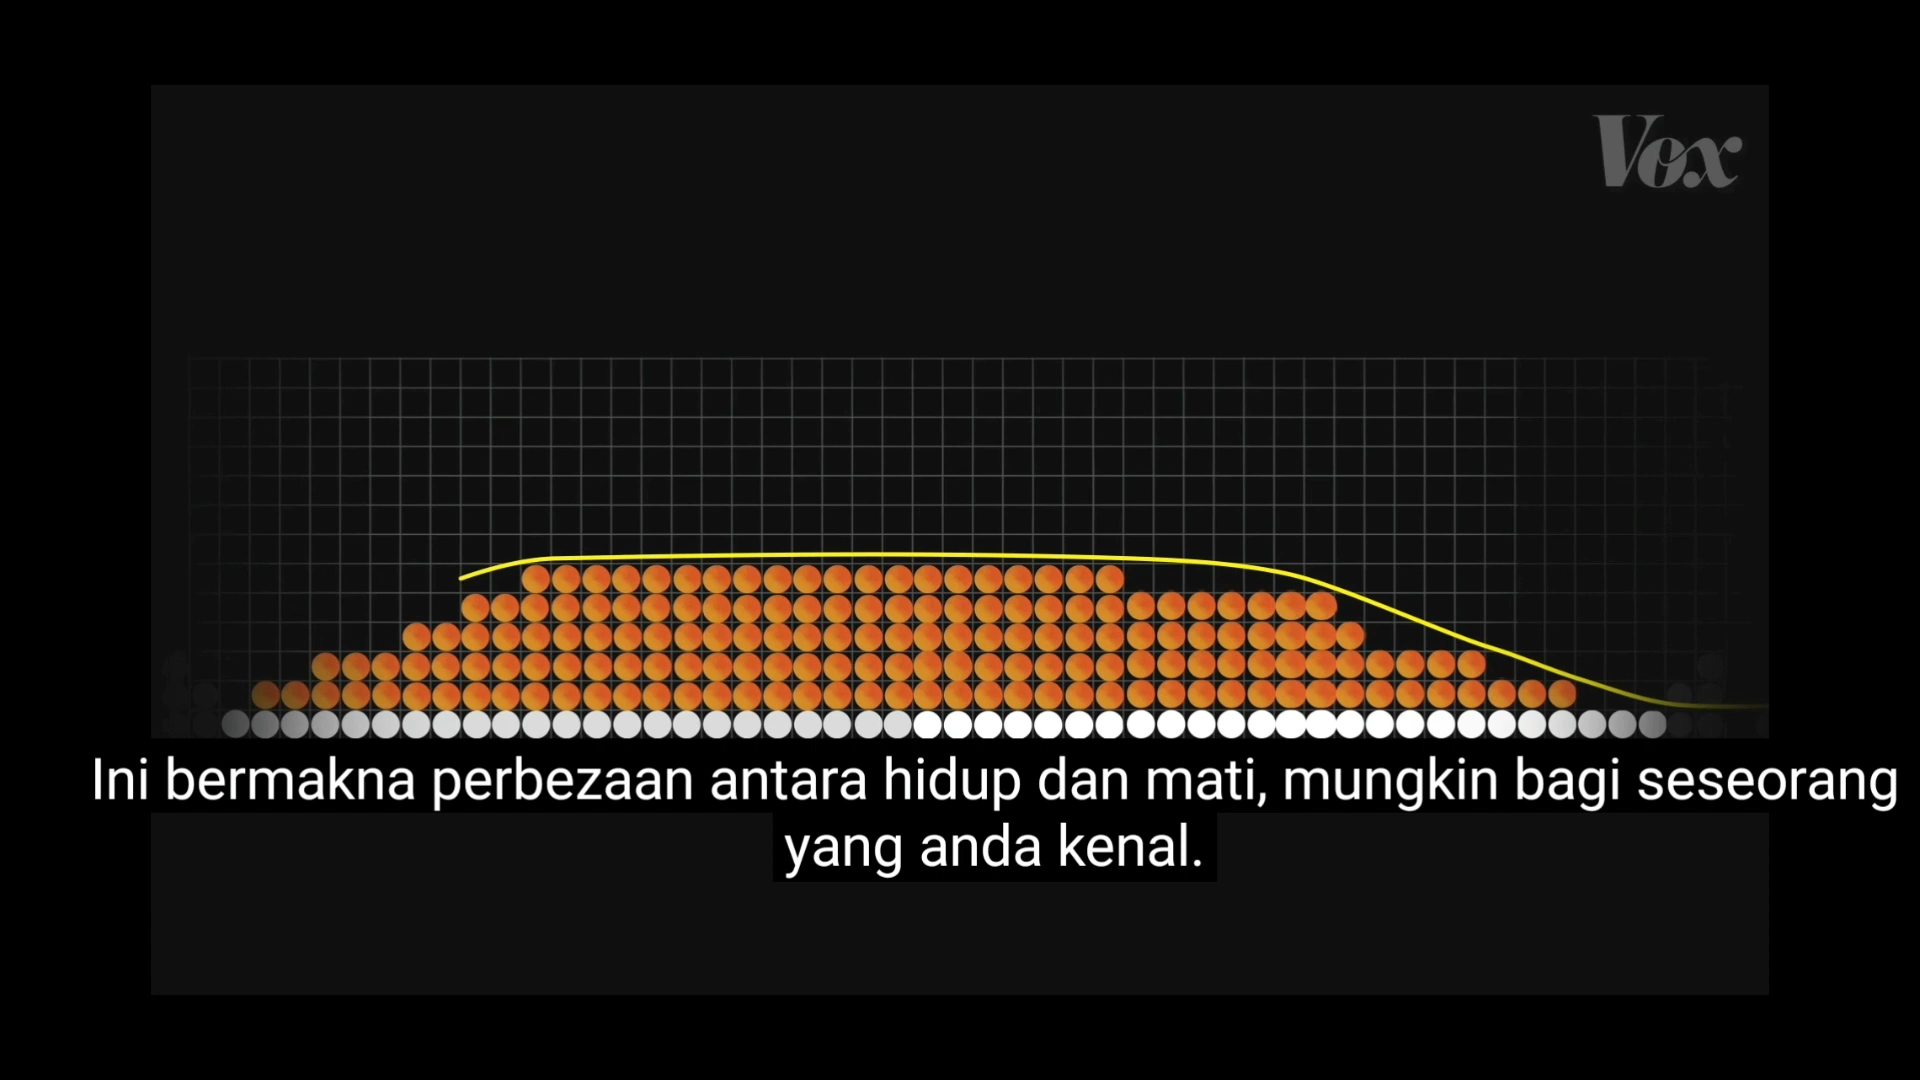 Vox
Ini bermakna perbezaan antara hidup dan mati, mungkin bagi seseorang
yang anda kenal.